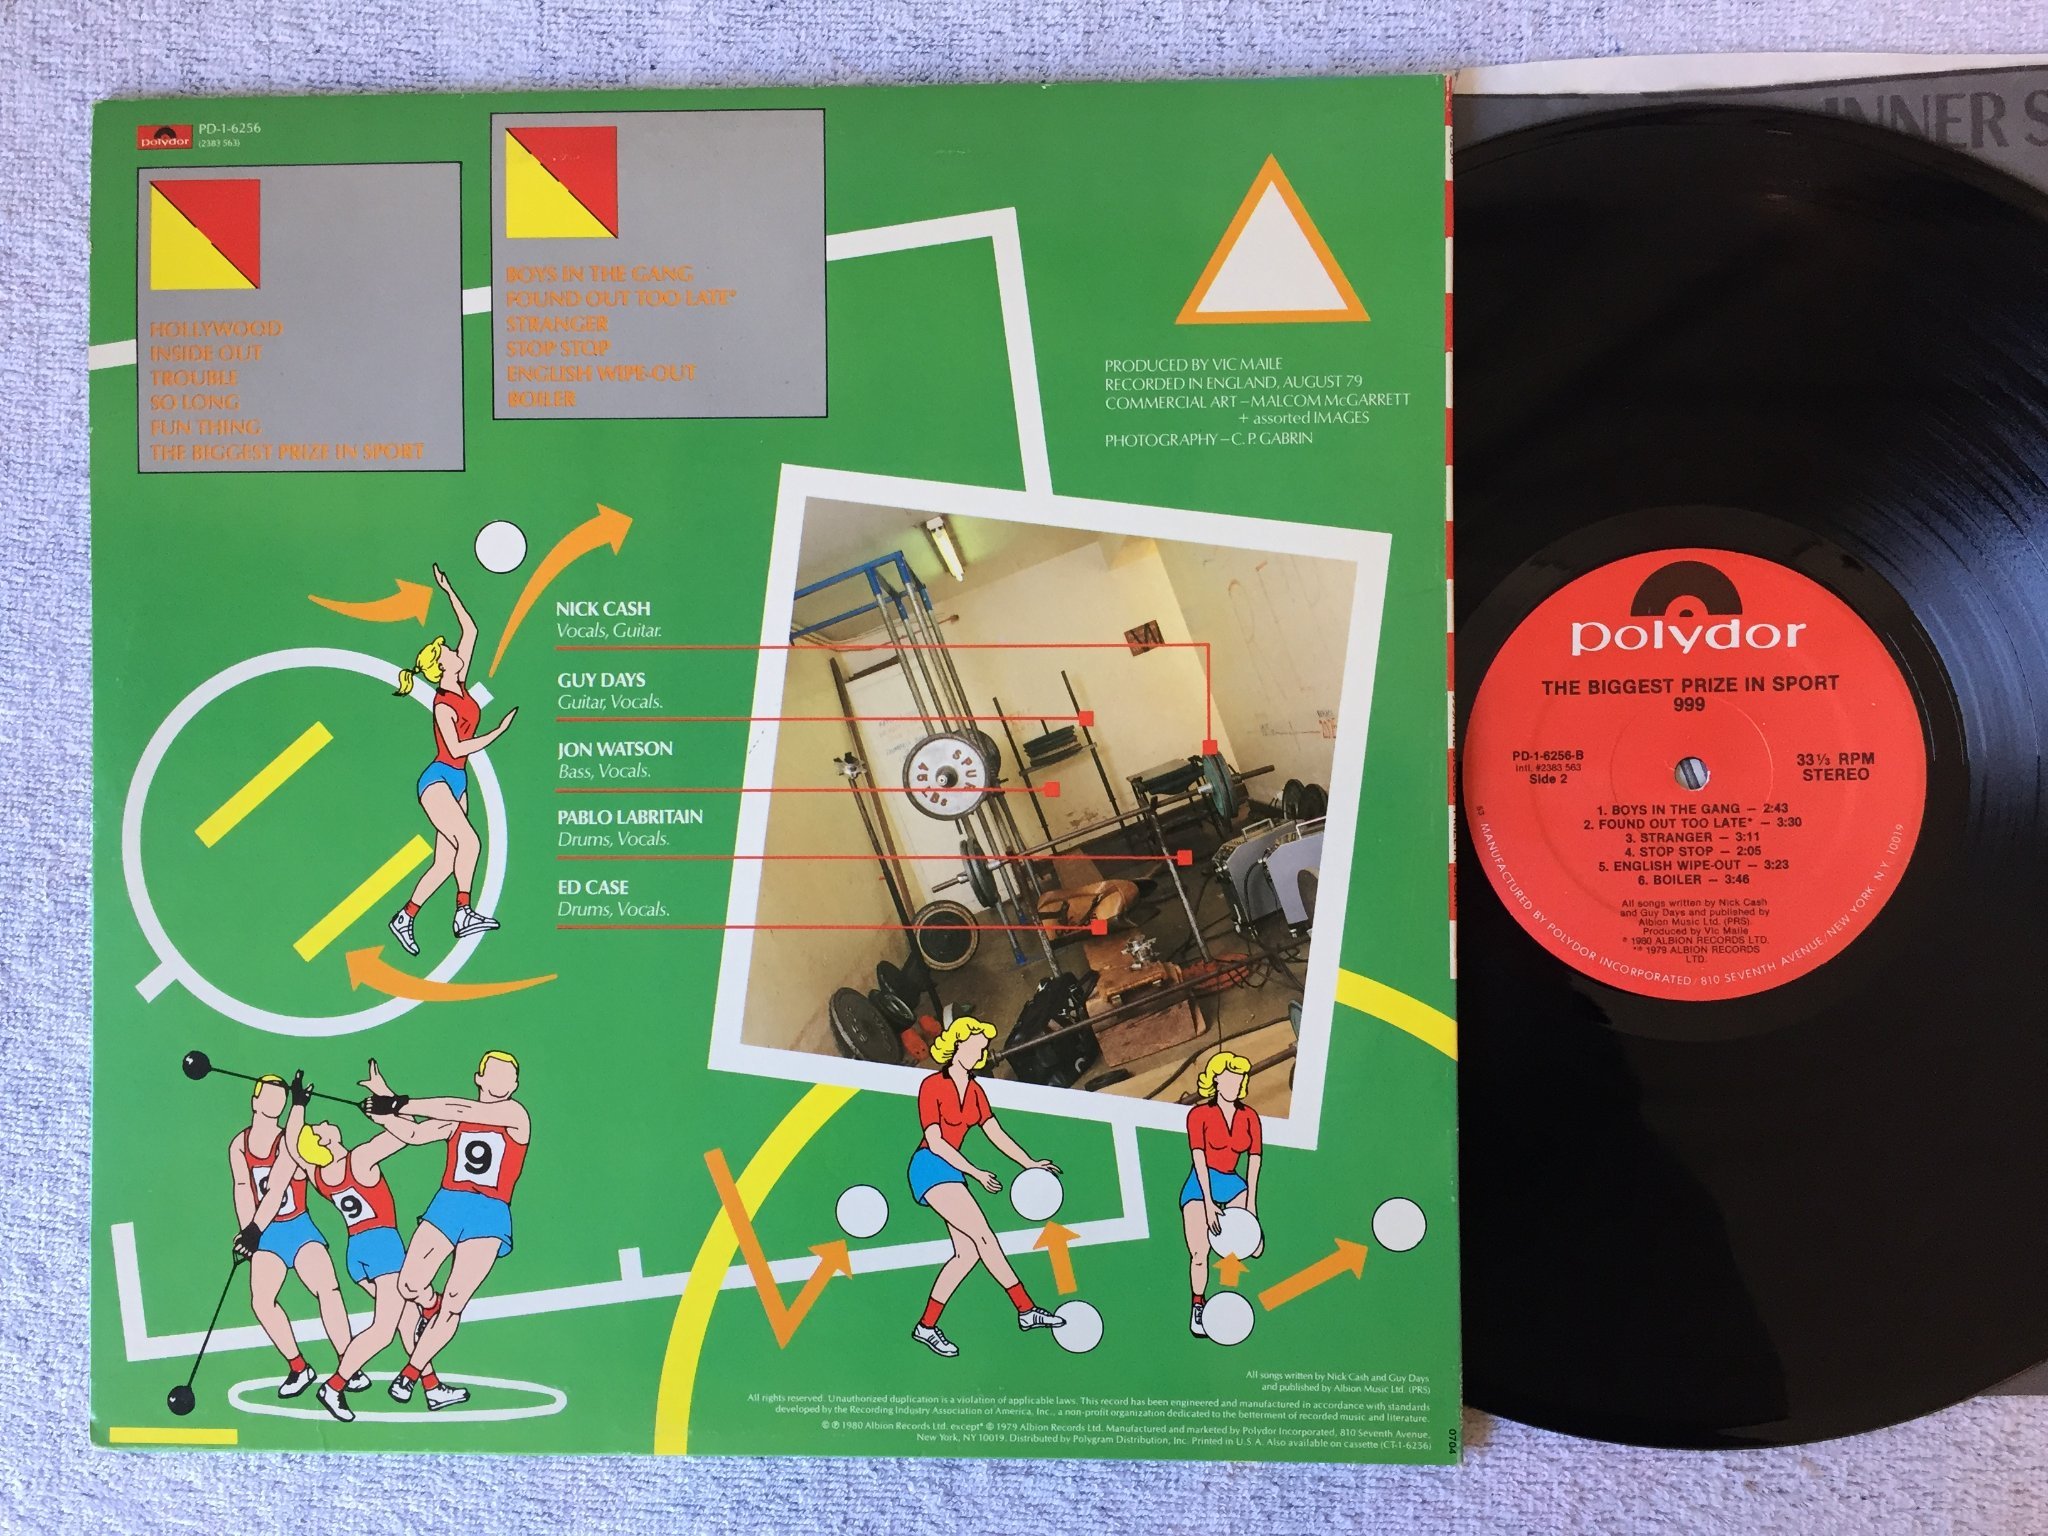 polydor
PD-1-6256
(2383 563)
HOLLYWOOD
INSIDE OUT
TROUBLE
SO LONG
FUN THING
THE BIGGEST PRIZE IN SPORT
BOYS IN THE GANG
FOUND OUT TOO LATE*
STRANGER
STOP STOP
ENGLISH WIPE-OUT
BOILER
PRODUCED BY VIC MAILE
RECORDED IN ENGLAND, AUGUST 79
COMMERCIAL ART – MALCOM McGARRETT
+ assorted IMAGES
PHOTOGRAPHY – C. P. GABRIN
NICK CASH
Vocals, Guitar.
GUY DAYS
Guitar, Vocals.
JON WATSON
Bass, Vocals.
PABLO LABRITAIN
Drums, Vocals.
ED CASE
Drums, Vocals.
SPUR
45 LBS
9
9
9
All songs written by Nick Cash and Guy Days
and published by Albion Music Ltd. (PRS)
All rights reserved. Unauthorized duplication is a violation of applicable laws. This record has been engineered and manufactured in accordance with standards
developed by the Recording Industry Association of America, Inc., a non-profit organization dedicated to the betterment of recorded music and literature.
© ℗ 1980 Albion Records Ltd. except* © 1979 Albion Records Ltd. Manufactured and marketed by Polydor Incorporated, 810 Seventh Avenue,
New York, NY 10019. Distributed by Polygram Distribution, Inc. Printed in U.S.A. Also available on cassette (CT-1-6256)
0704
INNER S
polydor
THE BIGGEST PRIZE IN SPORT
999
PD-1-6256-B
Intl. #2383 563
Side 2
33⅓ RPM
STEREO
1. BOYS IN THE GANG — 2:43
2. FOUND OUT TOO LATE* — 3:30
3. STRANGER — 3:11
4. STOP STOP — 2:05
5. ENGLISH WIPE-OUT — 3:23
6. BOILER — 3:46
All songs written by Nick Cash
and Guy Days and published by
Albion Music Ltd. (PRS).
Produced by Vic Maile
℗ 1980 ALBION RECORDS LTD.
*℗ 1979 ALBION RECORDS
LTD.
53 MANUFACTURED BY POLYDOR INCORPORATED / 810 SEVENTH AVENUE / NEW YORK, N.Y. 10019